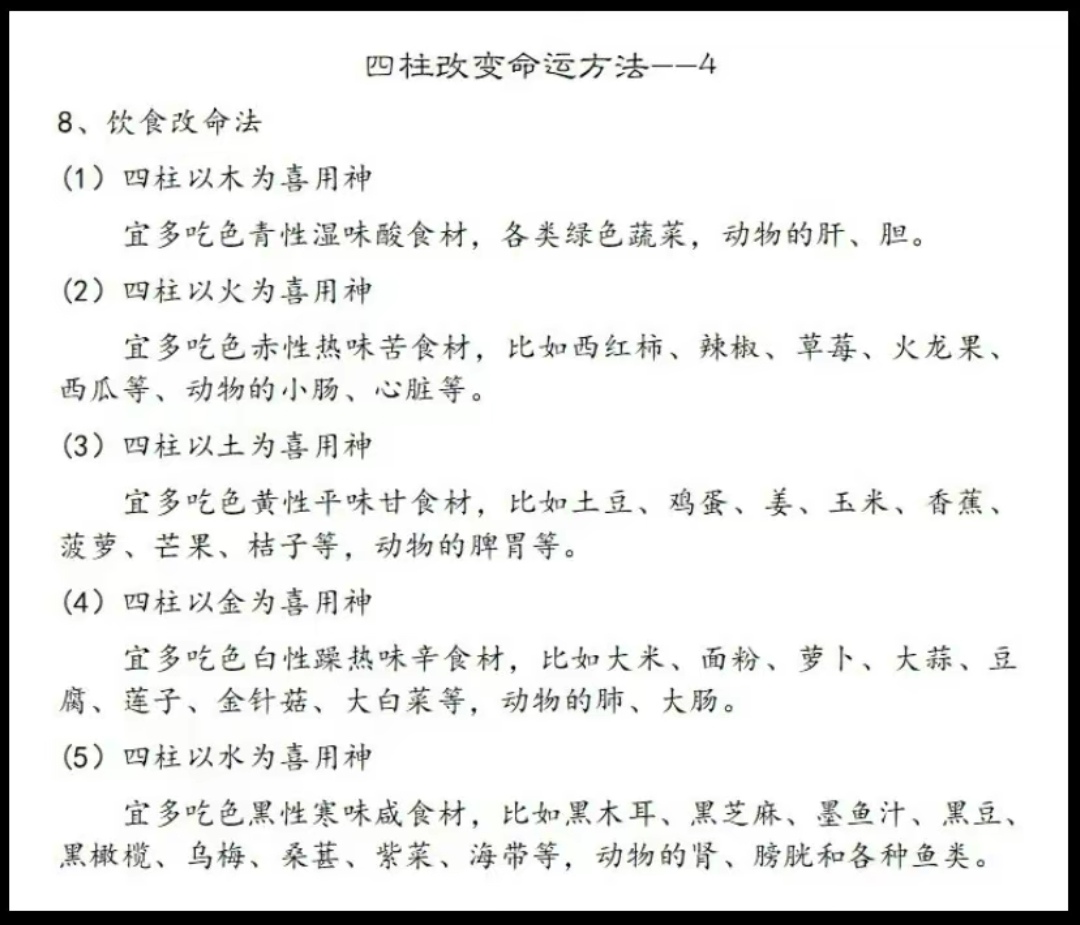 四柱改变命运方法——4
8、饮食改命法
(1) 四柱以木为喜用神
宜多吃色青性湿味酸食材，各类绿色蔬菜，动物的肝、胆。
(2) 四柱以火为喜用神
宜多吃色赤性热味苦食材，比如西红柿、辣椒、草莓、火龙果、
西瓜等、动物的小肠、心脏等。
(3) 四柱以土为喜用神
宜多吃色黄性平味甘食材，比如土豆、鸡蛋、姜、玉米、香蕉、
菠萝、芒果、桔子等，动物的脾胃等。
(4) 四柱以金为喜用神
宜多吃色白性躁热味辛食材，比如大米、面粉、萝卜、大蒜、豆
腐、莲子、金针菇、大白菜等，动物的肺、大肠。
(5) 四柱以水为喜用神
宜多吃色黑性寒味咸食材，比如黑木耳、黑芝麻、墨鱼汁、黑豆、
黑橄榄、乌梅、桑葚、紫菜、海带等，动物的肾、膀胱和各种鱼类。